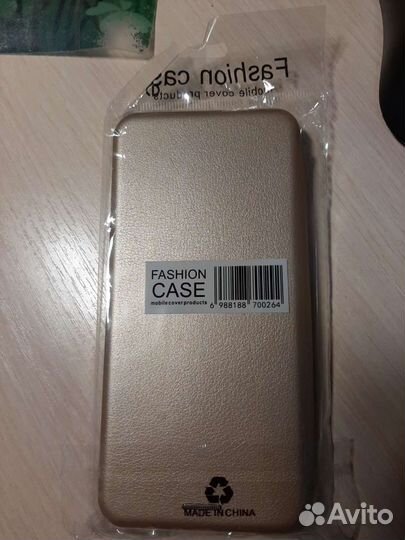 Fashion case
mobile cover products
FASHION
CASE
mobilecoverproducts
6 988188 700264
MADE IN CHINA
Avito